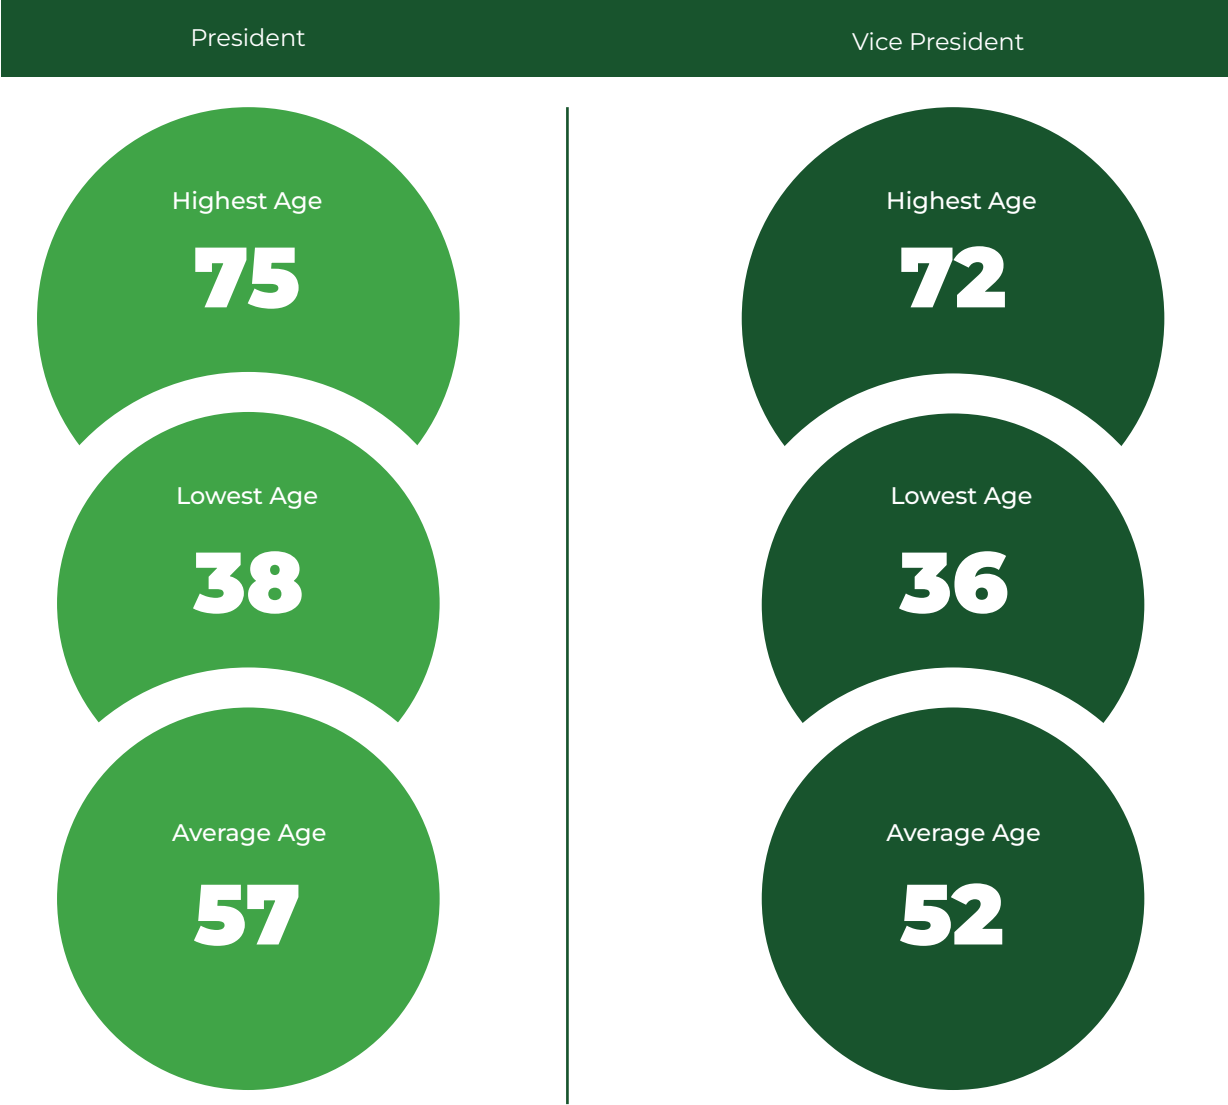 President
Vice President
Highest Age
75
Lowest Age
38
Average Age
57
Highest Age
72
Lowest Age
36
Average Age
52